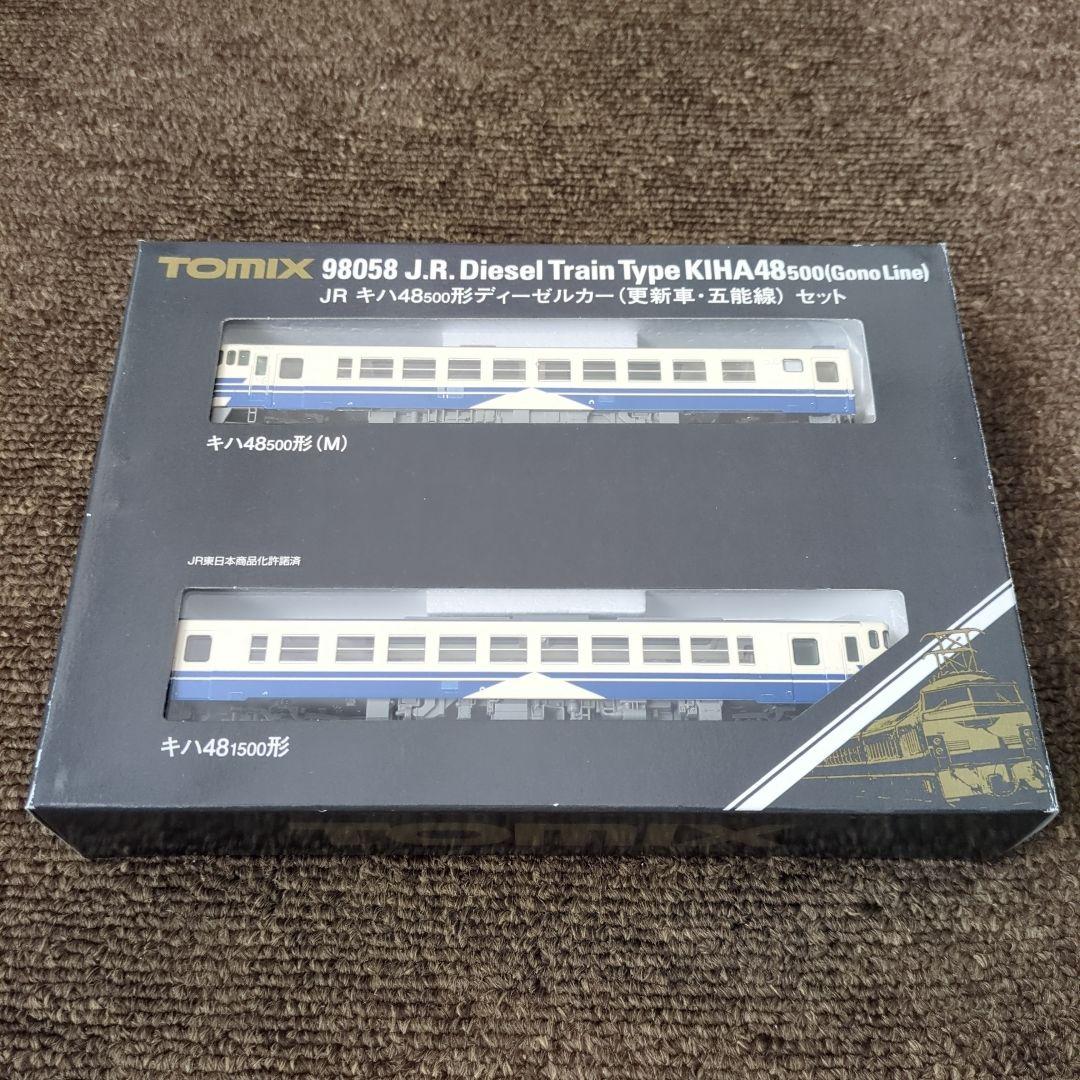 TOMIX 98058 J.R. Diesel Train Type KIHA48 500(Gono Line)
JR キハ48 500形ディーゼルカー(更新車・五能線) セット
キハ48 500形(M)
JR東日本商品化許諾済
キハ48 1500形
TOMIX